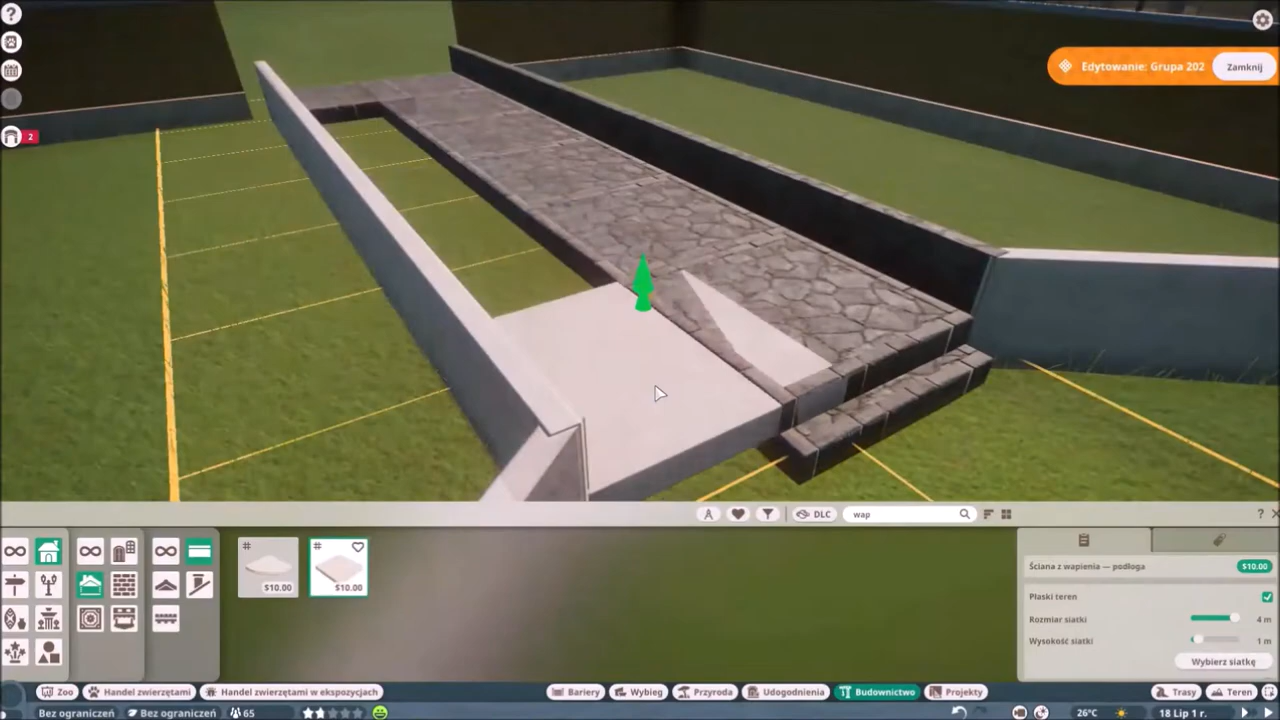 Edytowanie: Grupa 202
Zamknij
2
DLC
wap
$10.00
$10.00
Ściana z wapienia — podłoga
$10.00
Płaski teren
Rozmiar siatki
4 m
Wysokość siatki
1 m
Wybierz siatkę
Zoo
Handel zwierzętami
Handel zwierzętami w ekspozycjach
Bariery
Wybieg
Przyroda
Udogodnienia
Budownictwo
Projekty
Trasy
Teren
Bez ograniczeń
Bez ograniczeń
65
26°C
18 Lip 1 r.